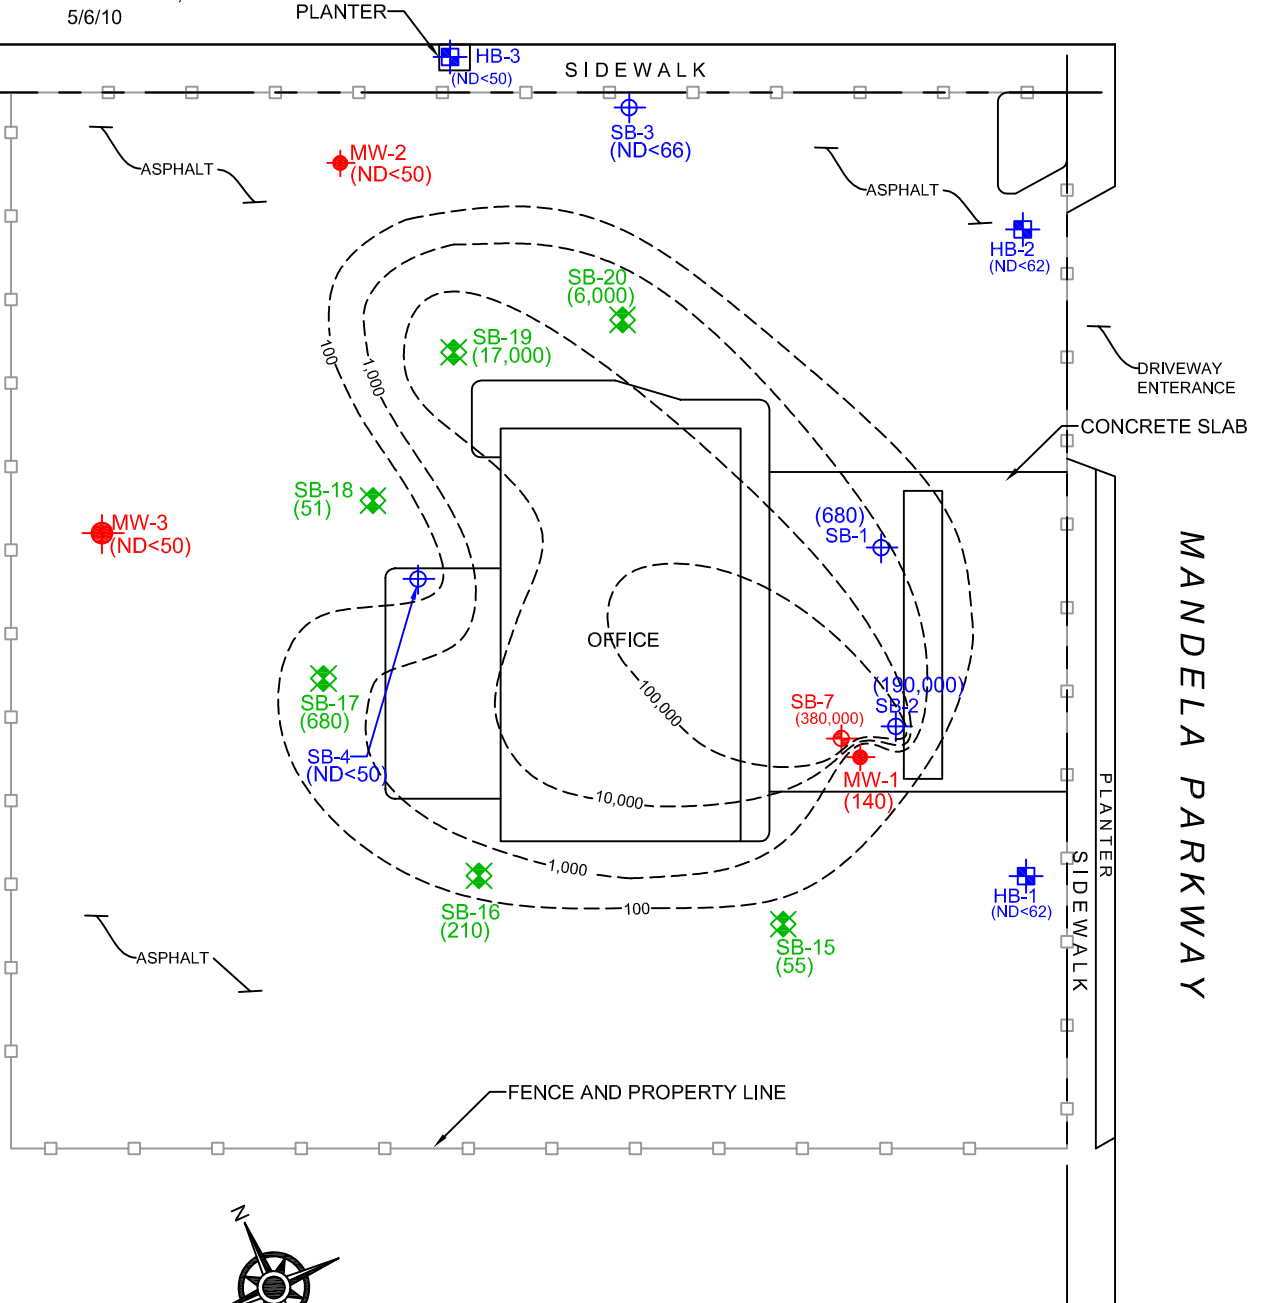 5/6/10
PLANTER
HB-3
(ND<50)
SIDEWALK
SB-3
(ND<66)
MW-2
(ND<50)
ASPHALT
ASPHALT
HB-2
(ND<62)
SB-20
(6,000)
SB-19
(17,000)
100
1,000
DRIVEWAY
ENTERANCE
CONCRETE SLAB
SB-18
(51)
MW-3
(ND<50)
(680)
SB-1
MANDELA PARKWAY
OFFICE
100,000
SB-17
(680)
SB-7
(380,000)
(190,000)
SB-2
SB-4
(ND<50)
MW-1
(140)
10,000
PLANTER
SIDEWALK
1,000
100
HB-1
(ND<62)
SB-16
(210)
SB-15
(55)
ASPHALT
FENCE AND PROPERTY LINE
N